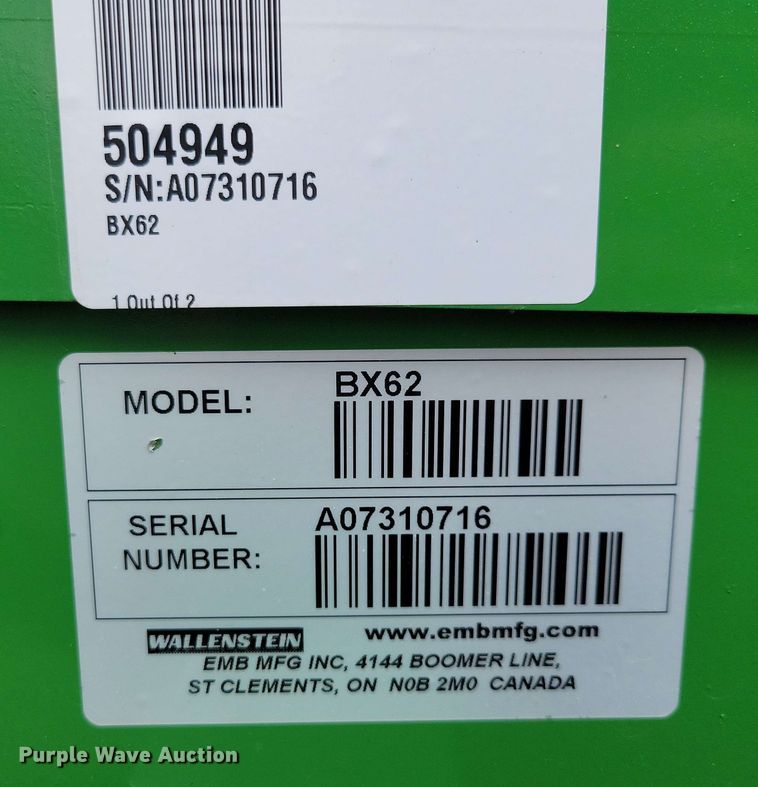 504949
S/N:A07310716
BX62
1 Out Of 2
MODEL:
BX62
SERIAL NUMBER:
A07310716
WALLENSTEIN
www.embmfg.com
EMB MFG INC, 4144 BOOMER LINE,
ST CLEMENTS, ON N0B 2M0 CANADA
Purple Wave Auction